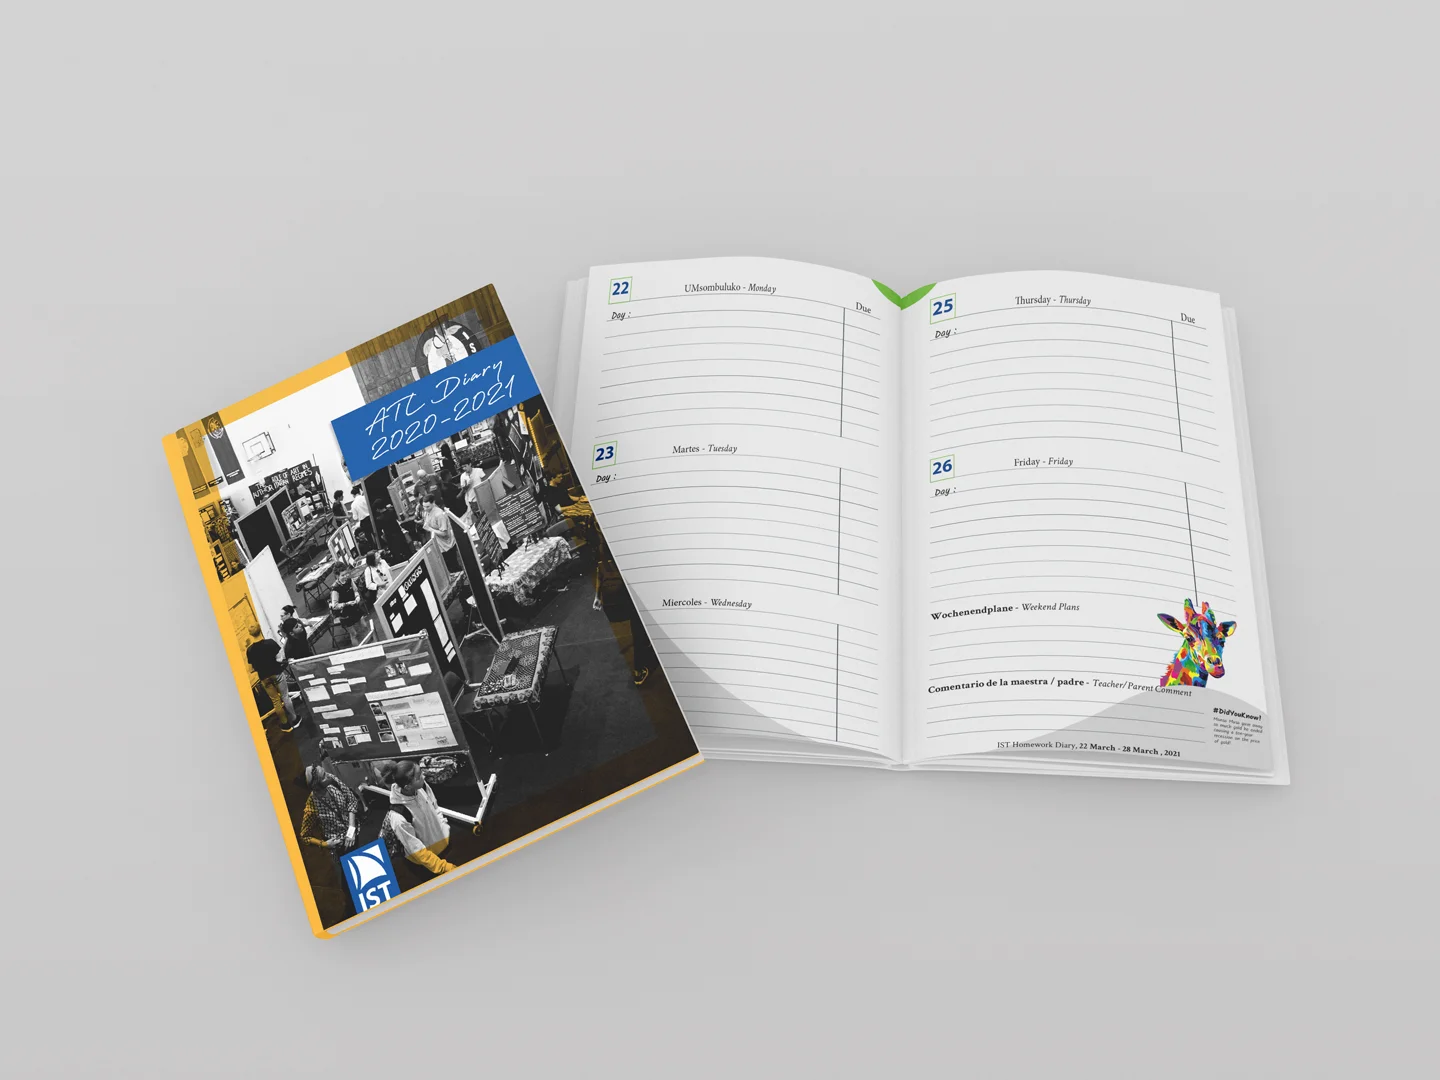 ATL Diary
2020-2021
IST
22
UMsombuluko - Monday
Due
Day :
23
Martes - Tuesday
Day :
Miercoles - Wednesday
25
Thursday - Thursday
Due
Day :
26
Friday - Friday
Day :
Wochenendplane - Weekend Plans
Comentario de la maestra / padre - Teacher/Parent Comment
#DidYouKnow!
IST Homework Diary, 22 March - 28 March , 2021